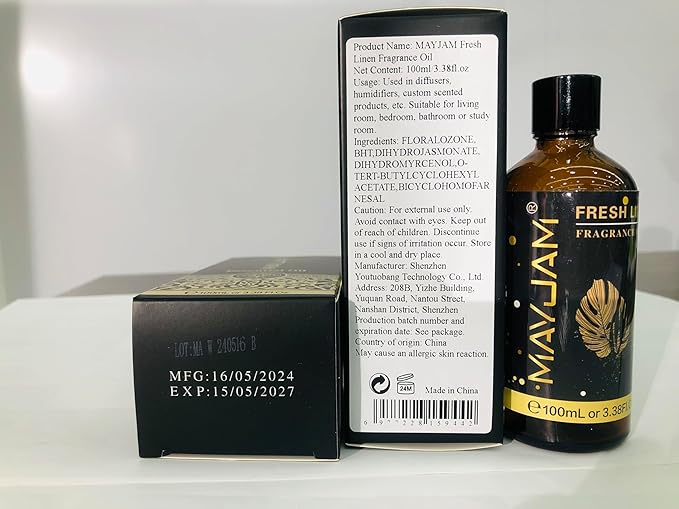 Product Name: MAYJAM Fresh
Linen Fragrance Oil
Net Content: 100ml/3.38fl.oz
Usage: Used in diffusers,
humidifiers, custom scented
products, etc. Suitable for living
room, bedroom, bathroom or study
room.
Ingredients: FLORALOZONE,
BHT,DIHYDROJASMONATE,
DIHYDROMYRCENOL,O-
TERT-BUTYLCYCLOHEXYL
ACETATE,BICYCLOHOMOFAR
NESAL
Caution: For external use only.
Avoid contact with eyes. Keep out
of reach of children. Discontinue
use if signs of irritation occur. Store
in a cool and dry place.
Manufacturer: Shenzhen
Youtuobang Technology Co., Ltd.
Address: 208B, Yizhe Building,
Yuquan Road, Nantou Street,
Nanshan District, Shenzhen
Production batch number and
expiration date: See package.
Country of origin: China
May cause an allergic skin reaction.
24M
Made in China
6 977228 159442
LOT:MA W 240516 B
MFG:16/05/2024
EXP:15/05/2027
MAYJAM®
FRESH LI
FRAGRANC
℮100mL or 3.38Fl.